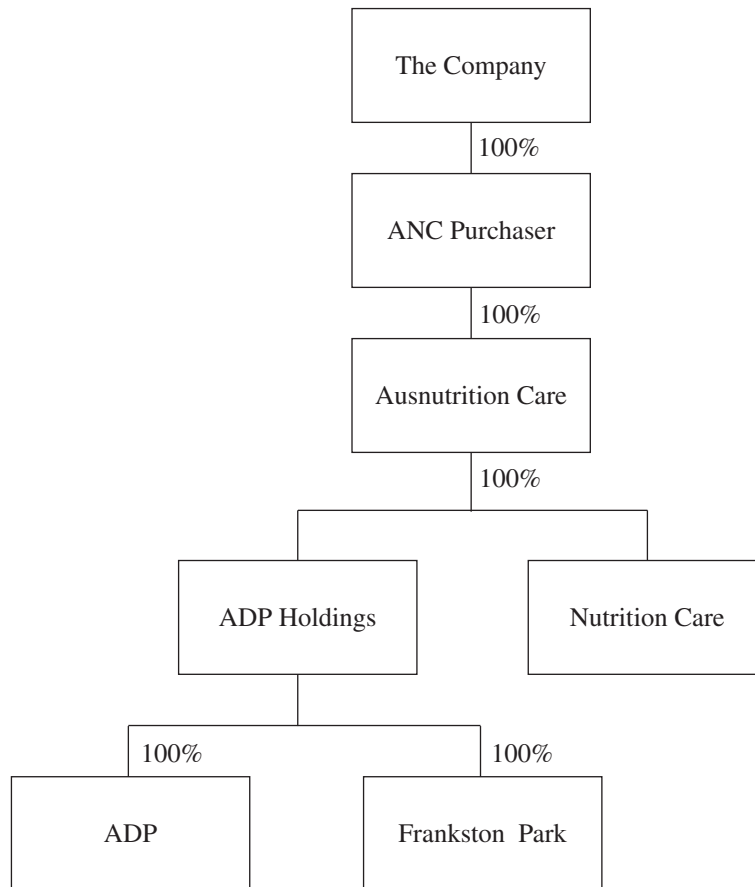 The Company
100%
ANC Purchaser
100%
Ausnutrition Care
100%
ADP Holdings
Nutrition Care
100%
100%
ADP
Frankston Park